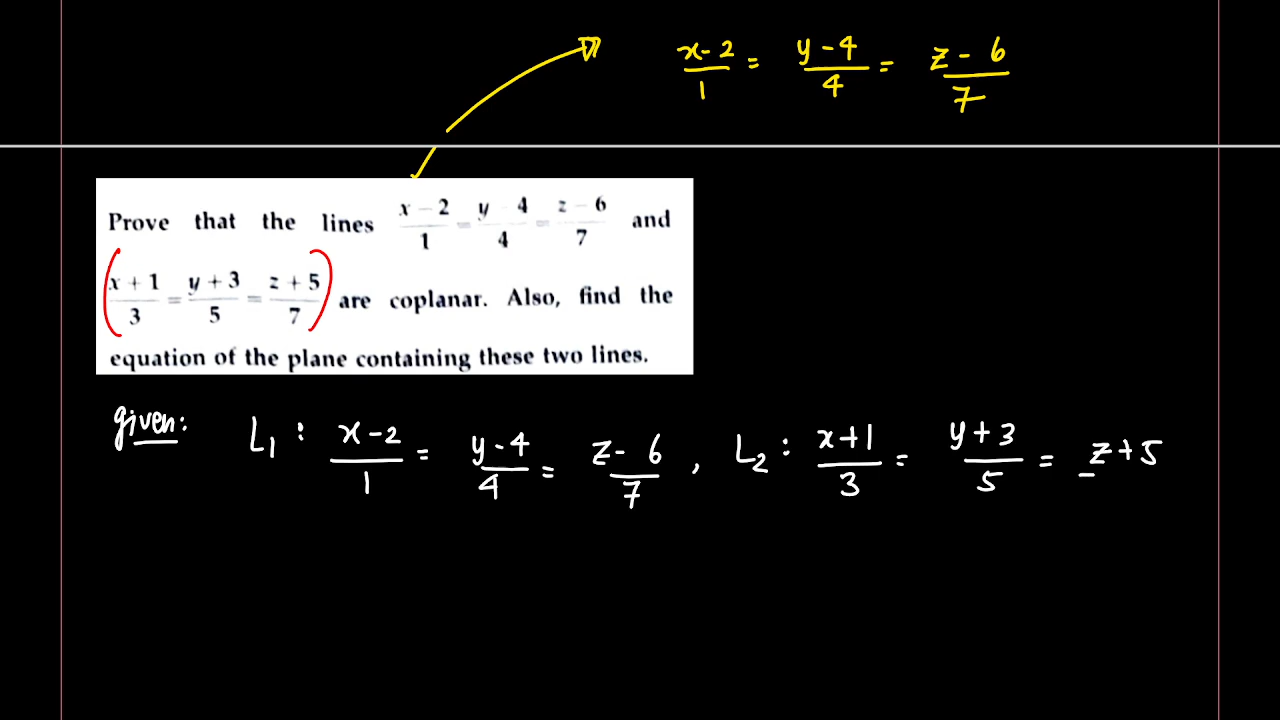 x-2/1 = y-4/4 = z-6/7
Prove that the lines x-2/1 = y 4/4 = z-6/7 and
(x+1/3 = y+3/5 = z+5/7) are coplanar. Also, find the
equation of the plane containing these two lines.
given: L1 : x-2/1 = y-4/4 = z-6/7 , L2 : x+1/3 = y+3/5 = z+5